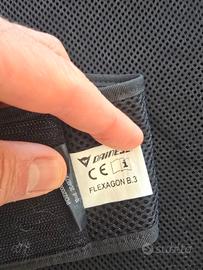 DAINESE
CE i
FLEXAGON B.3
subito